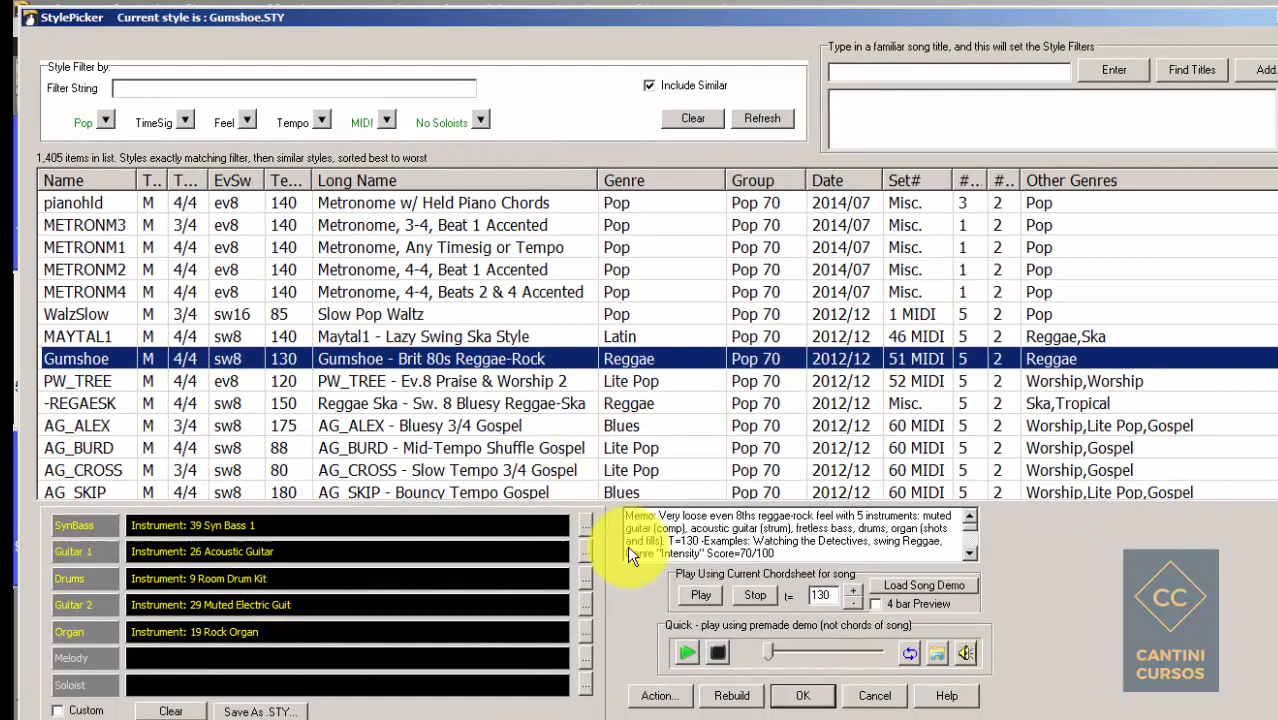 StylePicker Current style is : Gumshoe.STY
Type in a familiar song title, and this will set the Style Filters
Enter Find Titles Add
Style Filter by:
Filter String
Include Similar
Pop TimeSig Feel Tempo MIDI No Soloists Clear Refresh
1,405 items in list. Styles exactly matching filter, then similar styles, sorted best to worst
Name T.. T... EvSw Te... Long Name Genre Group Date Set# #.. #.. Other Genres
pianohld M 4/4 ev8 140 Metronome w/ Held Piano Chords Pop Pop 70 2014/07 Misc. 3 2 Pop
METRONM3 M 3/4 ev8 140 Metronome, 3-4, Beat 1 Accented Pop Pop 70 2014/07 Misc. 1 2 Pop
METRONM1 M 4/4 ev8 140 Metronome, Any Timesig or Tempo Pop Pop 70 2014/07 Misc. 1 2 Pop
METRONM2 M 4/4 ev8 140 Metronome, 4-4, Beat 1 Accented Pop Pop 70 2014/07 Misc. 1 2 Pop
METRONM4 M 4/4 ev8 140 Metronome, 4-4, Beats 2 & 4 Accented Pop Pop 70 2014/07 Misc. 1 2 Pop
WalzSlow M 3/4 sw16 85 Slow Pop Waltz Pop Pop 70 2012/12 1 MIDI 5 2 Pop
MAYTAL1 M 4/4 sw8 140 Maytal1 - Lazy Swing Ska Style Latin Pop 70 2012/12 46 MIDI 5 2 Reggae,Ska
Gumshoe M 4/4 sw8 130 Gumshoe - Brit 80s Reggae-Rock Reggae Pop 70 2012/12 51 MIDI 5 2 Reggae
PW_TREE M 4/4 ev8 120 PW_TREE - Ev.8 Praise & Worship 2 Lite Pop Pop 70 2012/12 52 MIDI 5 2 Worship,Worship
-REGAESK M 4/4 sw8 150 Reggae Ska - Sw. 8 Bluesy Reggae-Ska Reggae Pop 70 2012/12 Misc. 5 2 Ska,Tropical
AG_ALEX M 3/4 sw8 175 AG_ALEX - Bluesy 3/4 Gospel Blues Pop 70 2012/12 60 MIDI 5 2 Worship,Lite Pop,Gospel
AG_BURD M 4/4 sw8 88 AG_BURD - Mid-Tempo Shuffle Gospel Lite Pop Pop 70 2012/12 60 MIDI 5 2 Worship,Gospel
AG_CROSS M 3/4 sw8 80 AG_CROSS - Slow Tempo 3/4 Gospel Lite Pop Pop 70 2012/12 60 MIDI 5 2 Worship,Gospel
AG_SKIP M 4/4 sw8 180 AG_SKIP - Bouncy Tempo Gospel Blues Pop 70 2012/12 60 MIDI 5 2 Worship,Lite Pop,Gospel
SynBass Instrument: 39 Syn Bass 1 ...
Guitar 1 Instrument: 26 Acoustic Guitar ...
Drums Instrument: 9 Room Drum Kit ...
Guitar 2 Instrument: 29 Muted Electric Guit ...
Organ Instrument: 19 Rock Organ ...
Melody ...
Soloist ...
Custom Clear Save As .STY...
Memo: Very loose even 8ths reggae-rock feel with 5 instruments: muted
guitar (comp), acoustic guitar (strum), fretless bass, drums, organ (shots
and fills). T=130 -Examples: Watching the Detectives, swing Reggae,
"Intensity" Score=70/100
Play Using Current Chordsheet for song
Play Stop t= 130 + - Load Song Demo
4 bar Preview
Quick - play using premade demo (not chords of song)
Action... Rebuild OK Cancel Help
CC
CANTINI
CURSOS